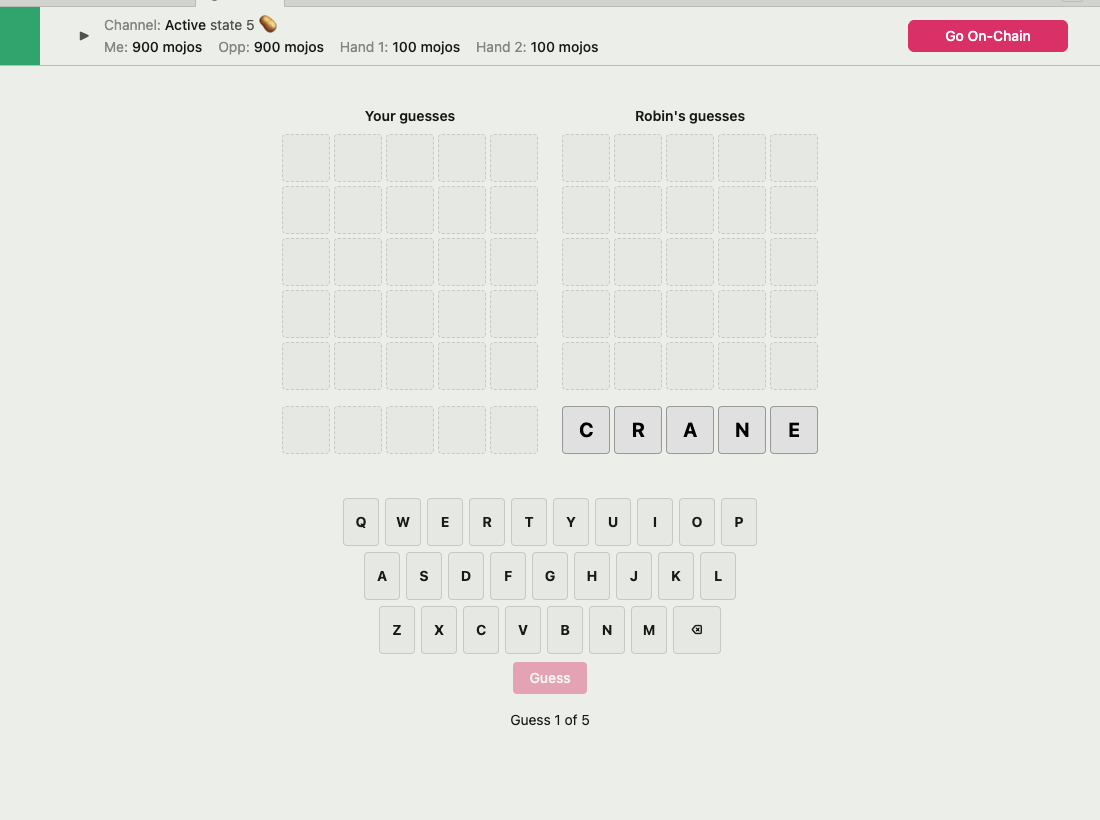 Channel: Active state 5 🥔
Me: 900 mojos Opp: 900 mojos Hand 1: 100 mojos Hand 2: 100 mojos
Go On-Chain
Your guesses
Robin's guesses
C R A N E
Q W E R T Y U I O P
A S D F G H J K L
Z X C V B N M
Guess
Guess 1 of 5